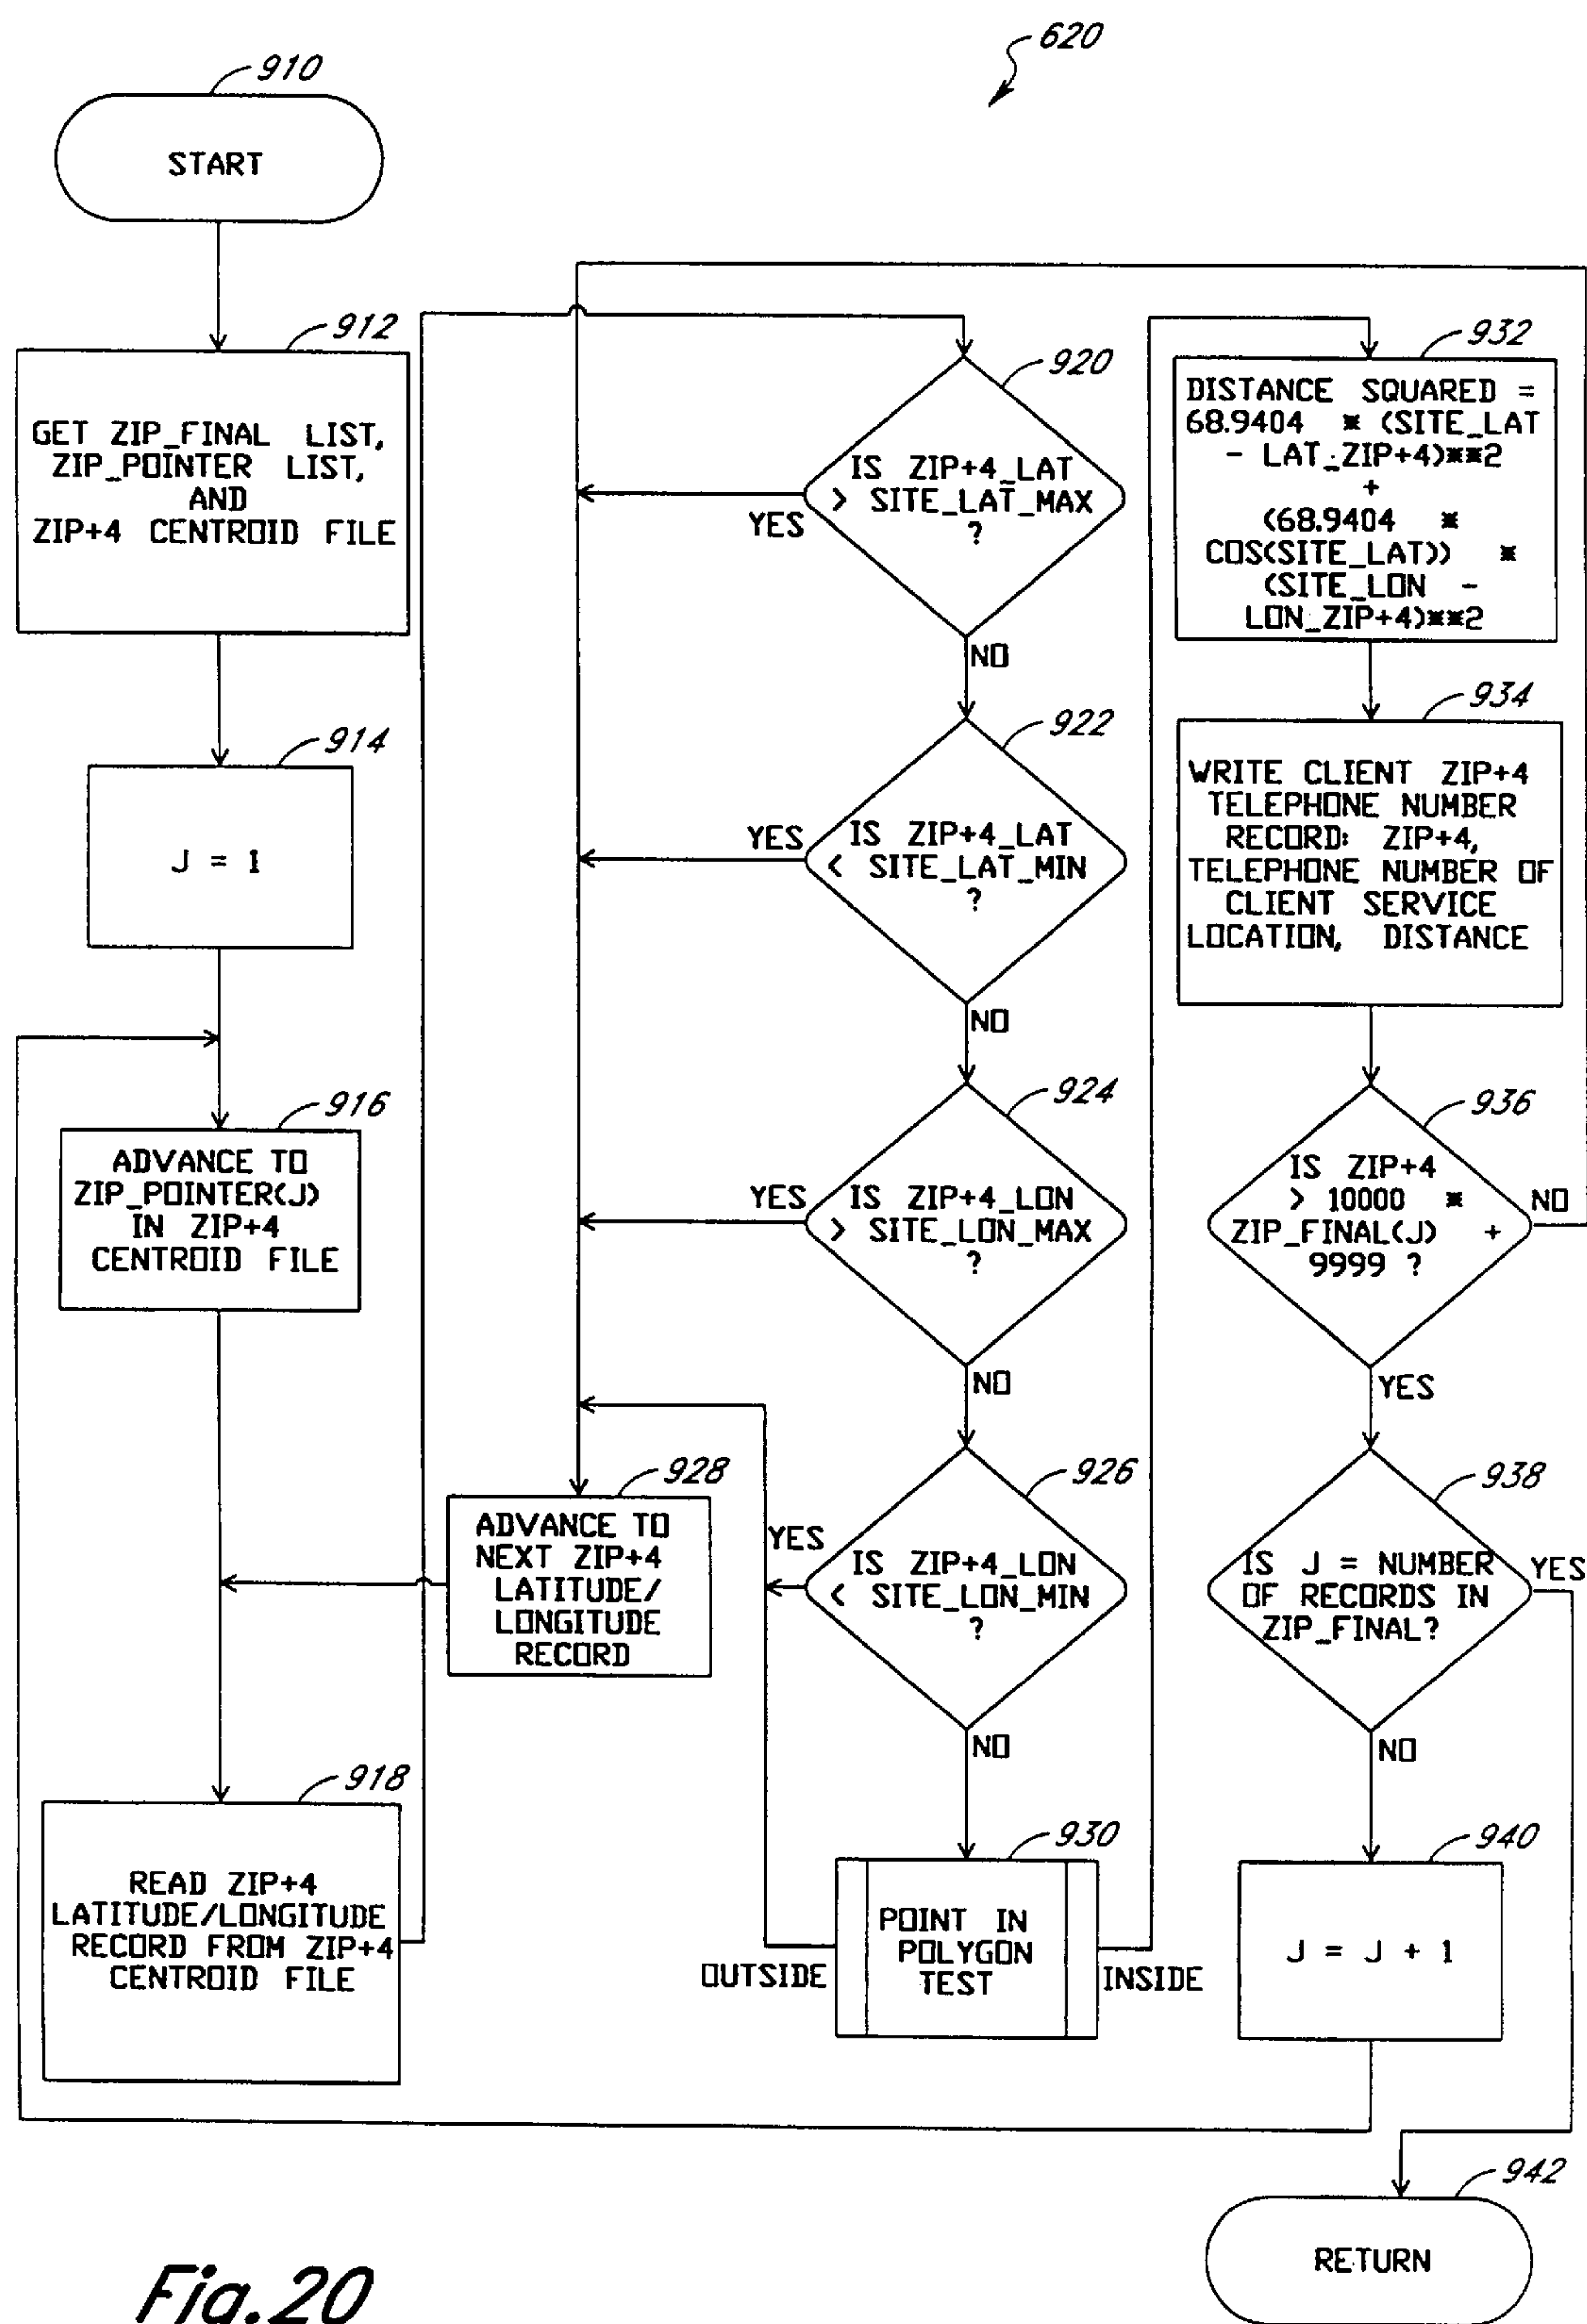 620
910
START
912
GET ZIP_FINAL LIST,
ZIP_POINTER LIST,
AND
ZIP+4 CENTROID FILE
914
J = 1
916
ADVANCE TO
ZIP_POINTER(J)
IN ZIP+4
CENTROID FILE
918
READ ZIP+4
LATITUDE/LONGITUDE
RECORD FROM ZIP+4
CENTROID FILE
920
IS ZIP+4_LAT
> SITE_LAT_MAX
?
YES
NO
922
IS ZIP+4_LAT
< SITE_LAT_MIN
?
YES
NO
924
IS ZIP+4_LON
> SITE_LON_MAX
?
YES
NO
926
IS ZIP+4_LON
< SITE_LON_MIN
?
YES
NO
928
ADVANCE TO
NEXT ZIP+4
LATITUDE/
LONGITUDE
RECORD
930
POINT IN
POLYGON
TEST
OUTSIDE
INSIDE
932
DISTANCE SQUARED =
68.9404 * (SITE_LAT
- LAT_ZIP+4)**2
+
(68.9404 *
COS(SITE_LAT)) *
(SITE_LON -
LON_ZIP+4)**2
934
WRITE CLIENT ZIP+4
TELEPHONE NUMBER
RECORD: ZIP+4,
TELEPHONE NUMBER OF
CLIENT SERVICE
LOCATION, DISTANCE
936
IS ZIP+4
> 10000 *
ZIP_FINAL(J) +
9999 ?
NO
YES
938
IS J = NUMBER
OF RECORDS IN
ZIP_FINAL?
YES
NO
940
J = J + 1
942
RETURN
Fig.20